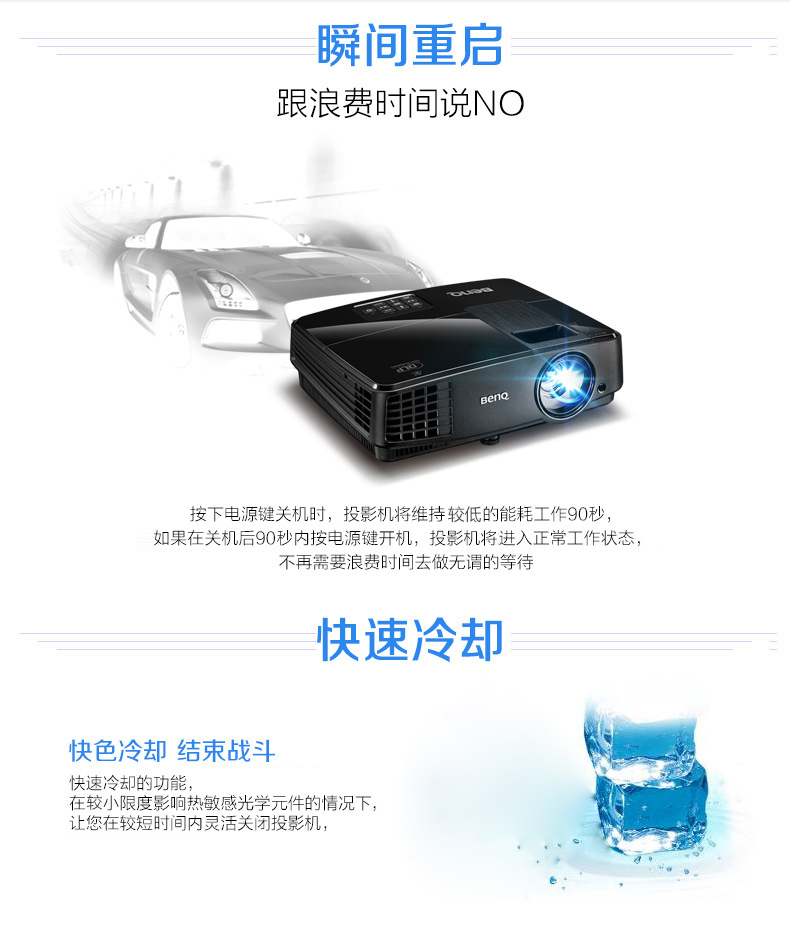 瞬间重启
跟浪费时间说NO
BenQ
DLP
BenQ
按下电源键关机时，投影机将维持较低的能耗工作90秒，
如果在关机后90秒内按电源键开机，投影机将进入正常工作状态，
不再需要浪费时间去做无谓的等待
快速冷却
快色冷却 结束战斗
快速冷却的功能，
在较小限度影响热敏感光学元件的情况下，
让您在较短时间内灵活关闭投影机，